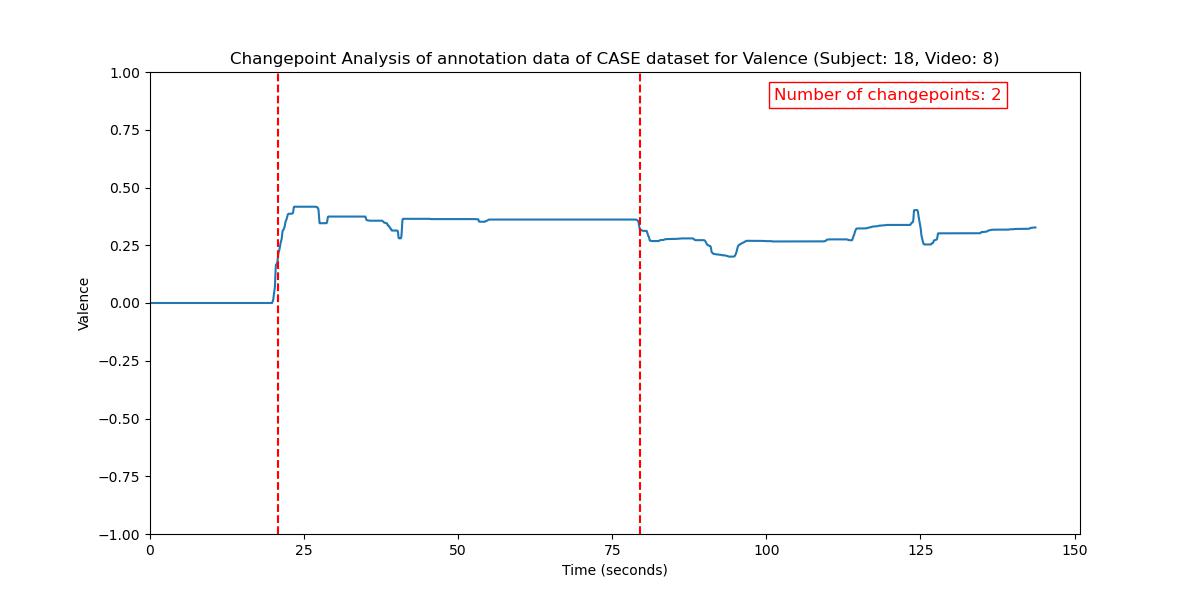 Changepoint Analysis of annotation data of CASE dataset for Valence (Subject: 18, Video: 8)
Number of changepoints: 2
1.00
0.75
0.50
0.25
0.00
−0.25
−0.50
−0.75
−1.00
Valence
0 25 50 75 100 125 150
Time (seconds)